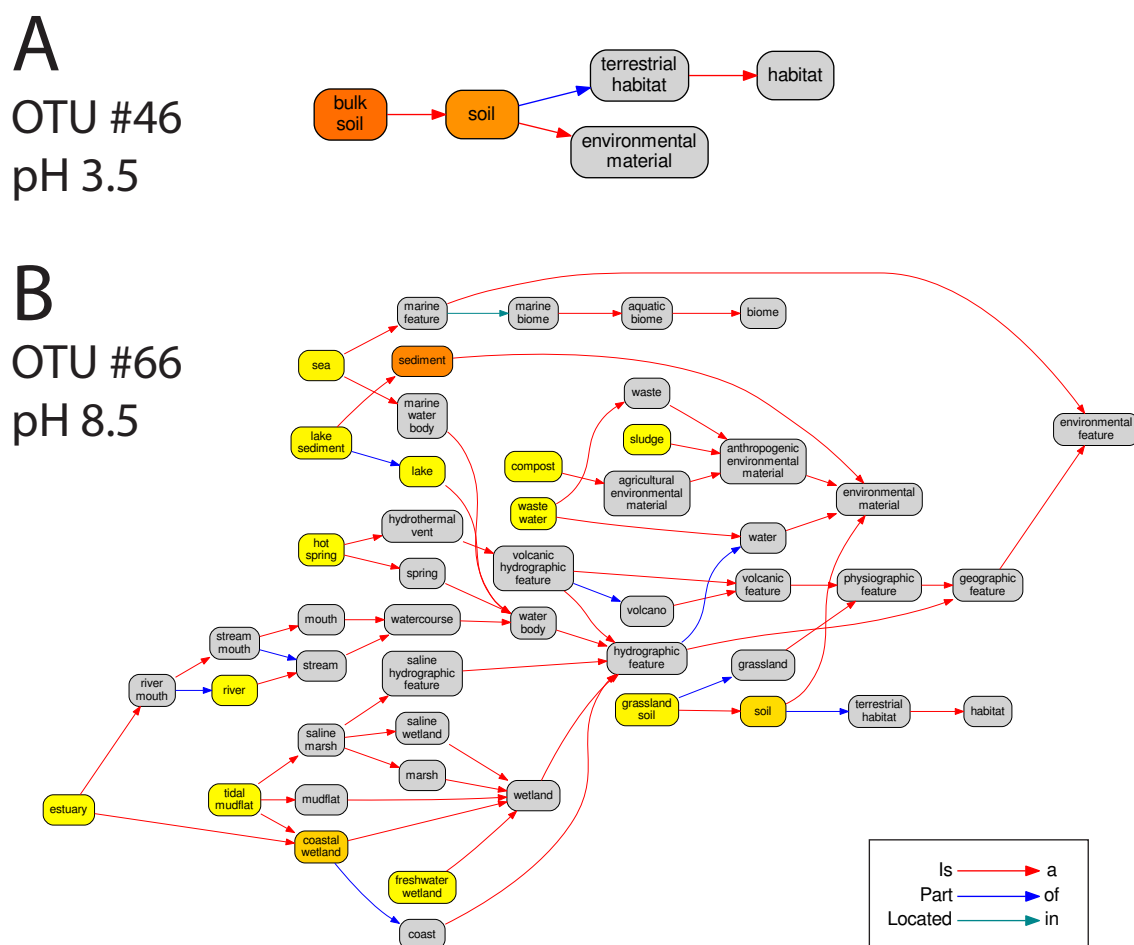 A
OTU #46
pH 3.5
bulk
soil
soil
terrestrial
habitat
habitat
environmental
material
B
OTU #66
pH 8.5
marine
feature
marine
biome
aquatic
biome
biome
sea
sediment
marine
water
body
lake
sediment
lake
waste
sludge
compost
agricultural
environmental
material
anthropogenic
environmental
material
waste
water
environmental
material
environmental
feature
water
hot
spring
hydrothermal
vent
spring
volcanic
hydrographic
feature
volcano
volcanic
feature
physiographic
feature
geographic
feature
water
body
mouth
watercourse
stream
mouth
stream
river
mouth
river
saline
hydrographic
feature
hydrographic
feature
grassland
grassland
soil
soil
terrestrial
habitat
habitat
saline
marsh
saline
wetland
marsh
wetland
estuary
tidal
mudflat
mudflat
coastal
wetland
freshwater
wetland
coast
Is a
Part of
Located in